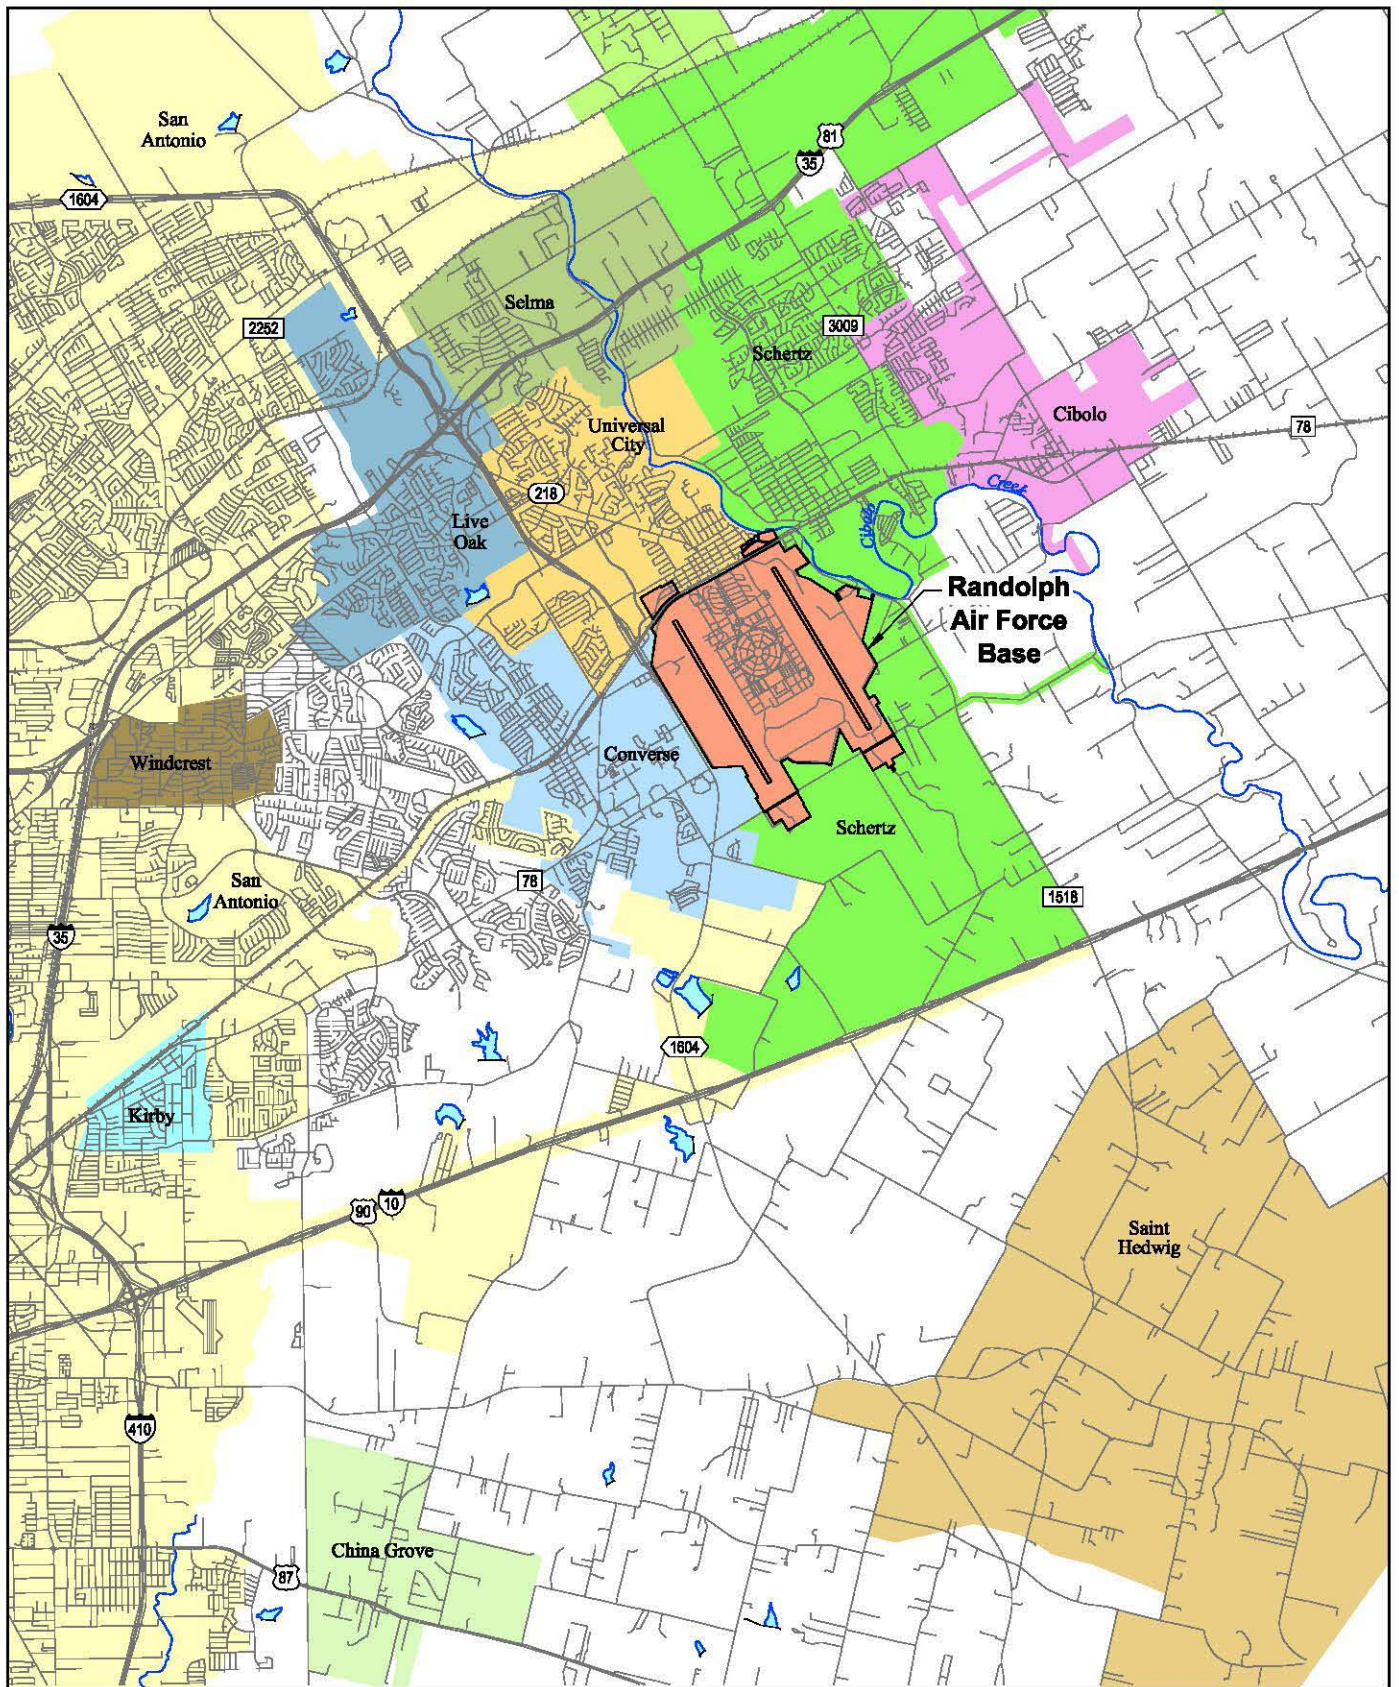 San
Antonio
1604
81
35
2252
Selma
3009
Schertz
Cibolo
Universal
City
78
218
Live
Oak
Creek
Cibolo
Randolph
Air Force
Base
Windcrest
Converse
Schertz
San
Antonio
78
1518
35
1604
Kirby
90
10
Saint
Hedwig
410
China Grove
87